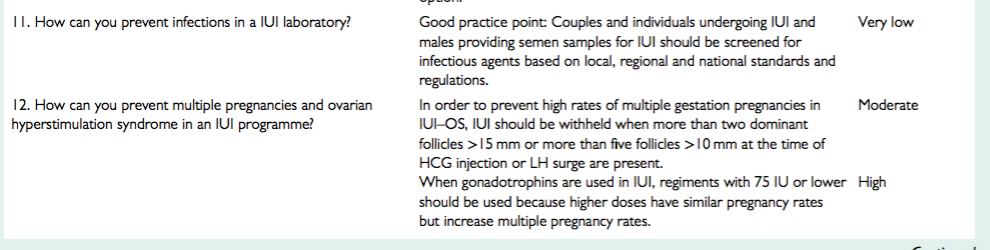 11. How can you prevent infections in a IUI laboratory?
Good practice point: Couples and individuals undergoing IUI and
males providing semen samples for IUI should be screened for
infectious agents based on local, regional and national standards and
regulations.
Very low
12. How can you prevent multiple pregnancies and ovarian
hyperstimulation syndrome in an IUI programme?
In order to prevent high rates of multiple gestation pregnancies in
IUI–OS, IUI should be withheld when more than two dominant
follicles >15 mm or more than five follicles >10 mm at the time of
HCG injection or LH surge are present.
Moderate
When gonadotrophins are used in IUI, regiments with 75 IU or lower
should be used because higher doses have similar pregnancy rates
but increase multiple pregnancy rates.
High